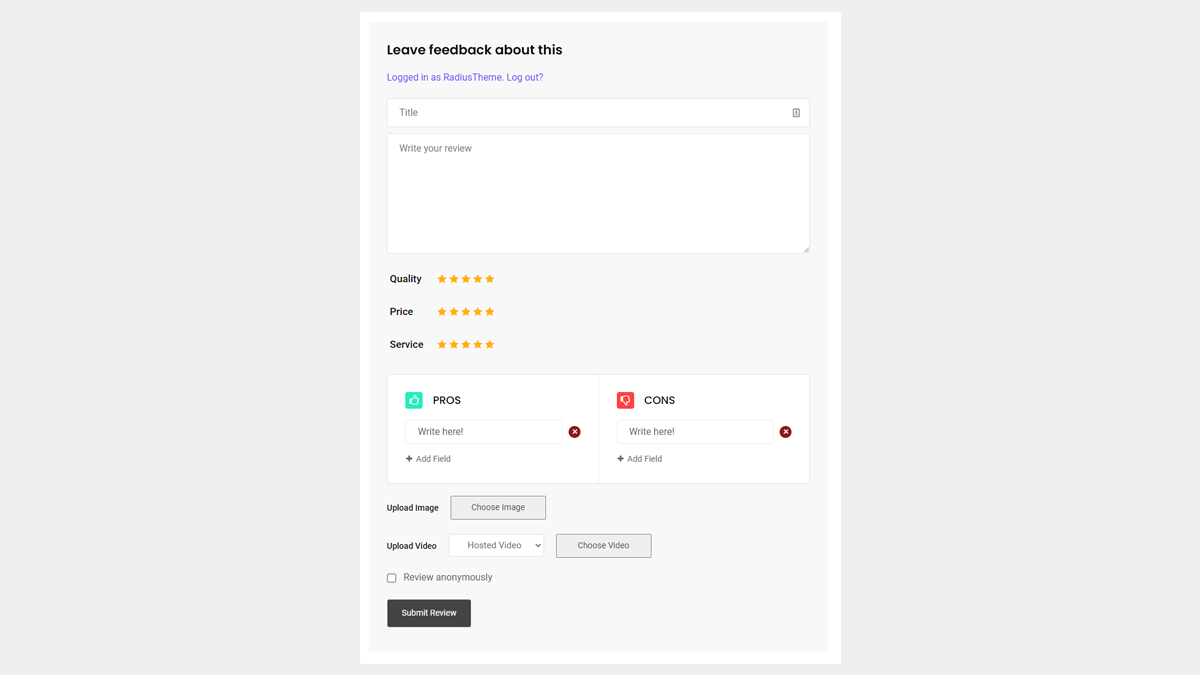 Leave feedback about this
Logged in as RadiusTheme. Log out?
Title
Write your review
Quality
Price
Service
PROS
Write here!
Add Field
CONS
Write here!
Add Field
Upload Image
Choose Image
Upload Video
Hosted Video
Choose Video
Review anonymously
Submit Review